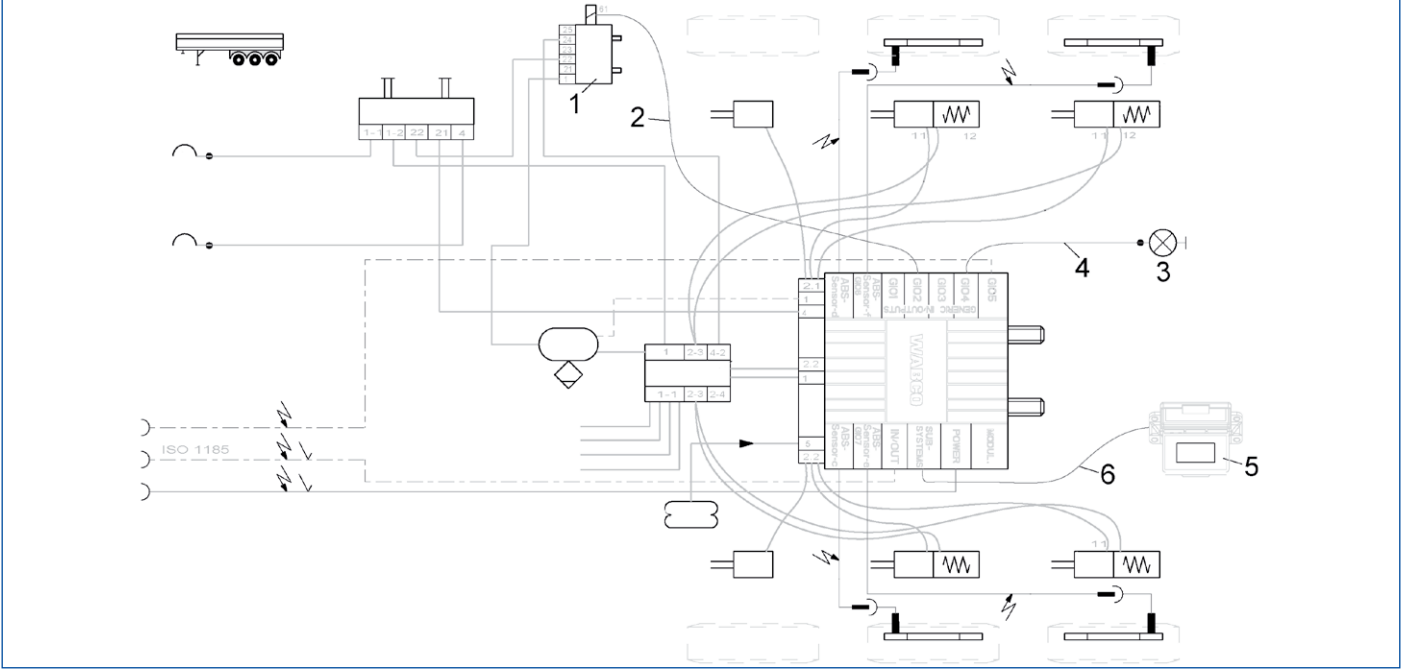 61
25
24
23
22
21
1
1
2
1-1 1-2 22 21 4
11 12
11 12
3
4
2.1
1
4
ABS-Sensor-d
ABS-Sensor-f
GIO6
GIO1
GIO2
GIO3
GIO4
GIO5
GENERIC IN-OUTPUTS
WABCO
1 2-3 4-2
1-1 2-3 2-4
2.2
1
5
2.2
ABS-Sensor-c
GIO7
ABS-Sensor-e
IN/OUT
SUB-SYSTEMS
POWER
MODUL..
ISO 1185
5
6
11